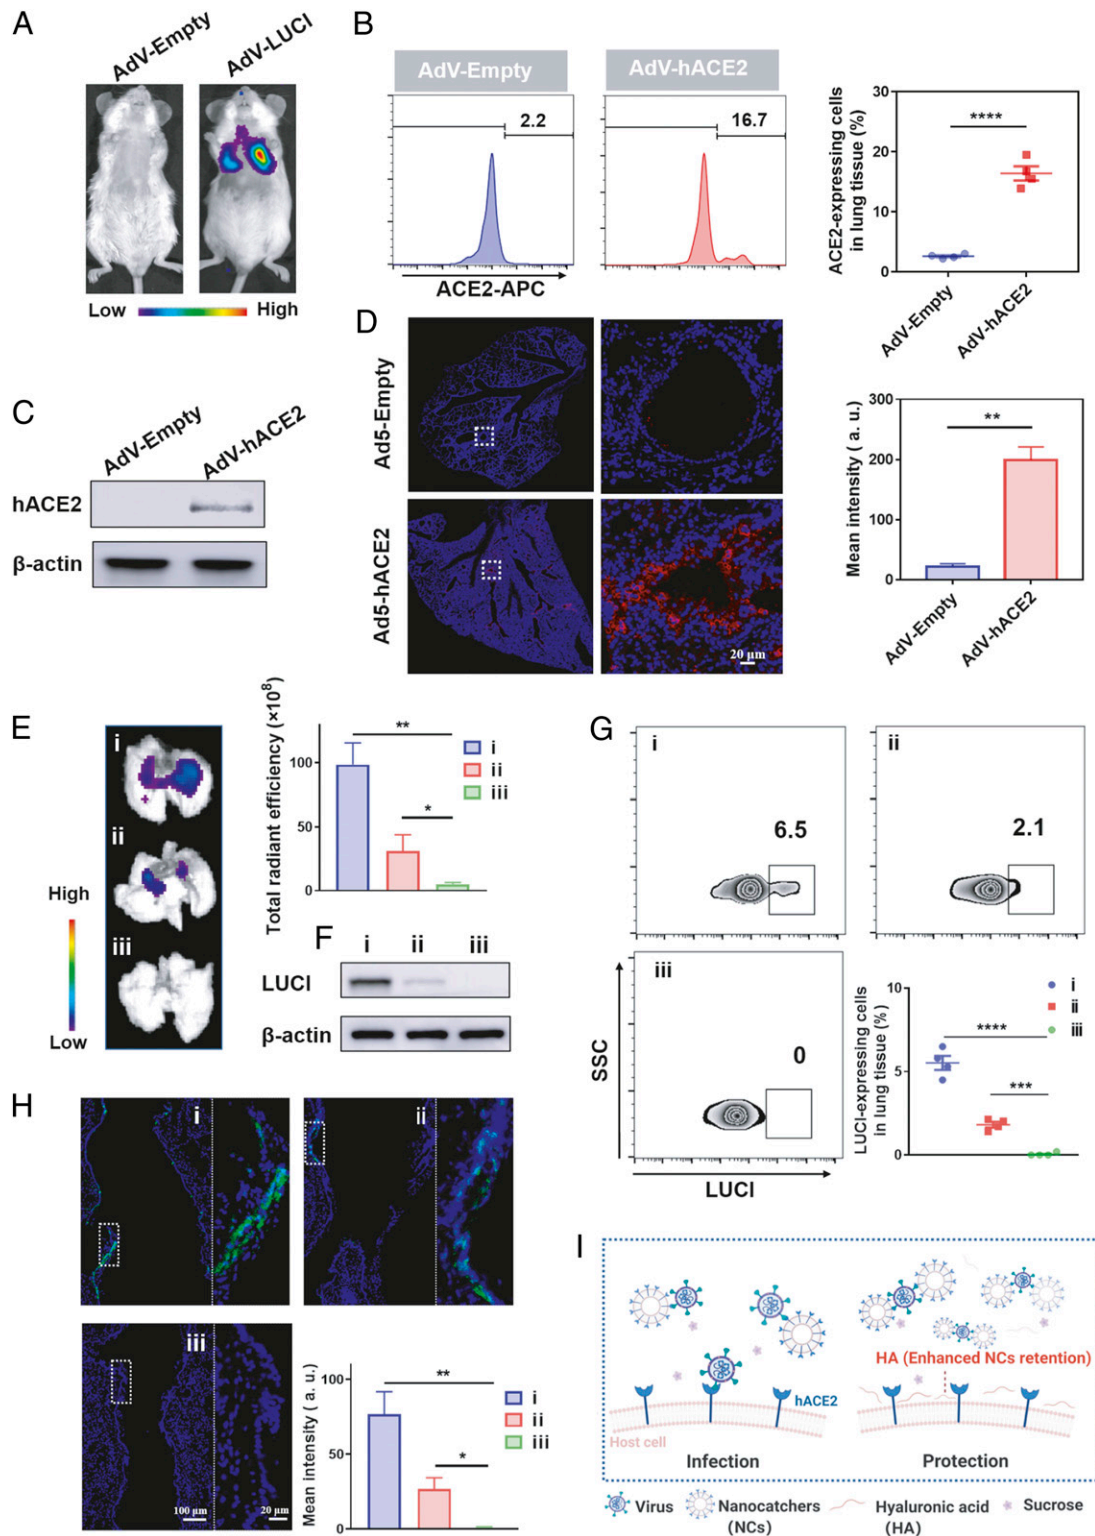 A
AdV-Empty
AdV-LUCI
Low
High
B
AdV-Empty
AdV-hACE2
2.2
16.7
ACE2-APC
ACE2-expressing cells
in lung tissue (%)
30
20
10
0
****
AdV-Empty
AdV-hACE2
C
AdV-Empty
AdV-hACE2
hACE2
β-actin
D
Ad5-Empty
Ad5-hACE2
20 μm
Mean intensity ( a. u.)
300
200
100
0
**
AdV-Empty
AdV-hACE2
E
i
ii
iii
High
Low
Total radiant efficiency (×10⁸)
100
50
0
**
*
i
ii
iii
F
i
ii
iii
LUCI
β-actin
G
i
6.5
ii
2.1
iii
0
SSC
LUCI
LUCI-expressing cells
in lung tissue (%)
10
5
0
****
***
i
ii
iii
H
i
ii
iii
100 μm
20 μm
Mean intensity ( a. u.)
100
50
0
**
*
i
ii
iii
I
HA (Enhanced NCs retention)
hACE2
Host cell
Infection
Protection
Virus
Nanocatchers
(NCs)
Hyaluronic acid
(HA)
Sucrose